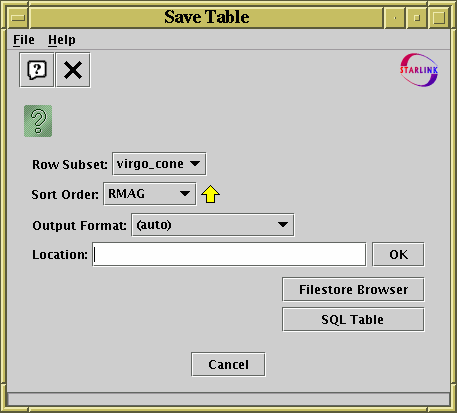 Save Table
File Help
STARLINK
Row Subset: virgo_cone
Sort Order: RMAG
Output Format: (auto)
Location: OK
Filestore Browser
SQL Table
Cancel